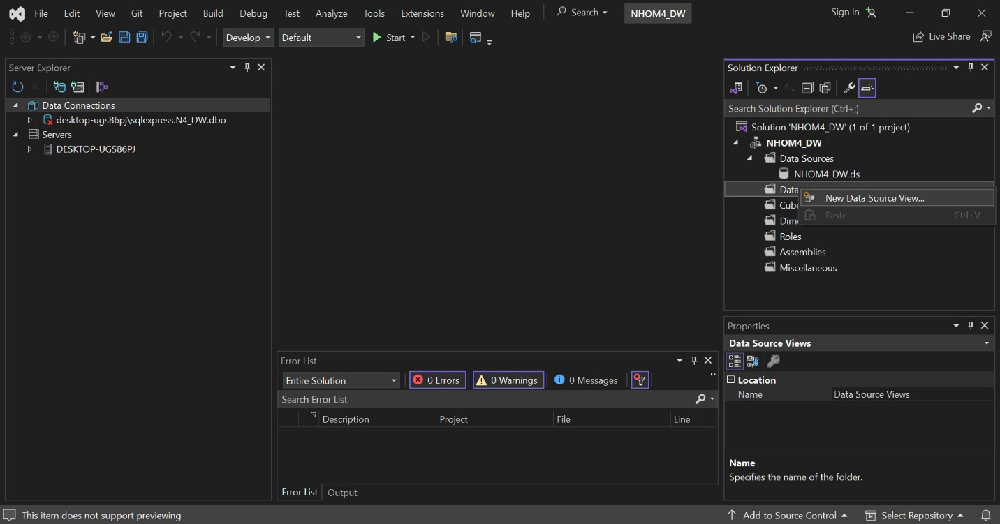 File Edit View Git Project Build Debug Test Analyze Tools Extensions Window Help Search NHOM4_DW Sign in
Develop Default Start Live Share
Server Explorer
Data Connections
desktop-ugs86pj\sqlexpress.N4_DW.dbo
Servers
DESKTOP-UGS86PJ
Error List
Entire Solution 0 Errors 0 Warnings 0 Messages
Search Error List
Description Project File Line
Error List Output
Solution Explorer
Search Solution Explorer (Ctrl+;)
Solution 'NHOM4_DW' (1 of 1 project)
NHOM4_DW
Data Sources
NHOM4_DW.ds
Data
New Data Source View...
Cube
Paste Ctrl+V
Dim
Roles
Assemblies
Miscellaneous
Properties
Data Source Views
Location
Name Data Source Views
Name
Specifies the name of the folder.
This item does not support previewing Add to Source Control Select Repository